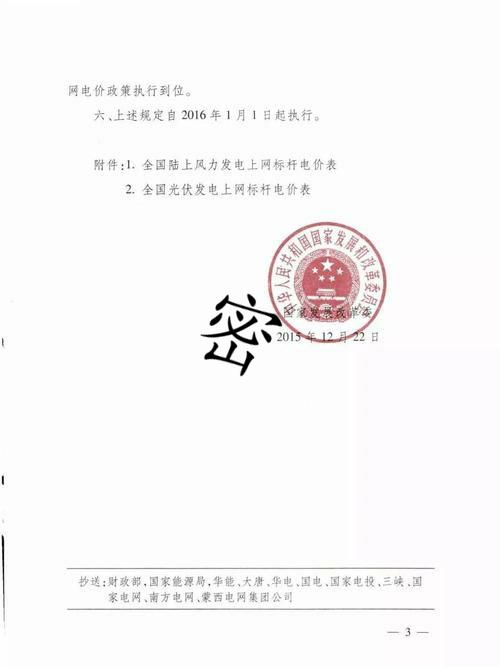 网电价政策执行到位。
六、上述规定自 2016 年 1 月 1 日起执行。
附件:1. 全国陆上风力发电上网标杆电价表
2. 全国光伏发电上网标杆电价表
中华人民共和国国家发展和改革委员会
国家发展改革委
2015 年 12 月 22 日
密
抄送:财政部,国家能源局,华能、大唐、华电、国电、国家电投、三峡、国
家电网、南方电网、蒙西电网集团公司
— 3 —